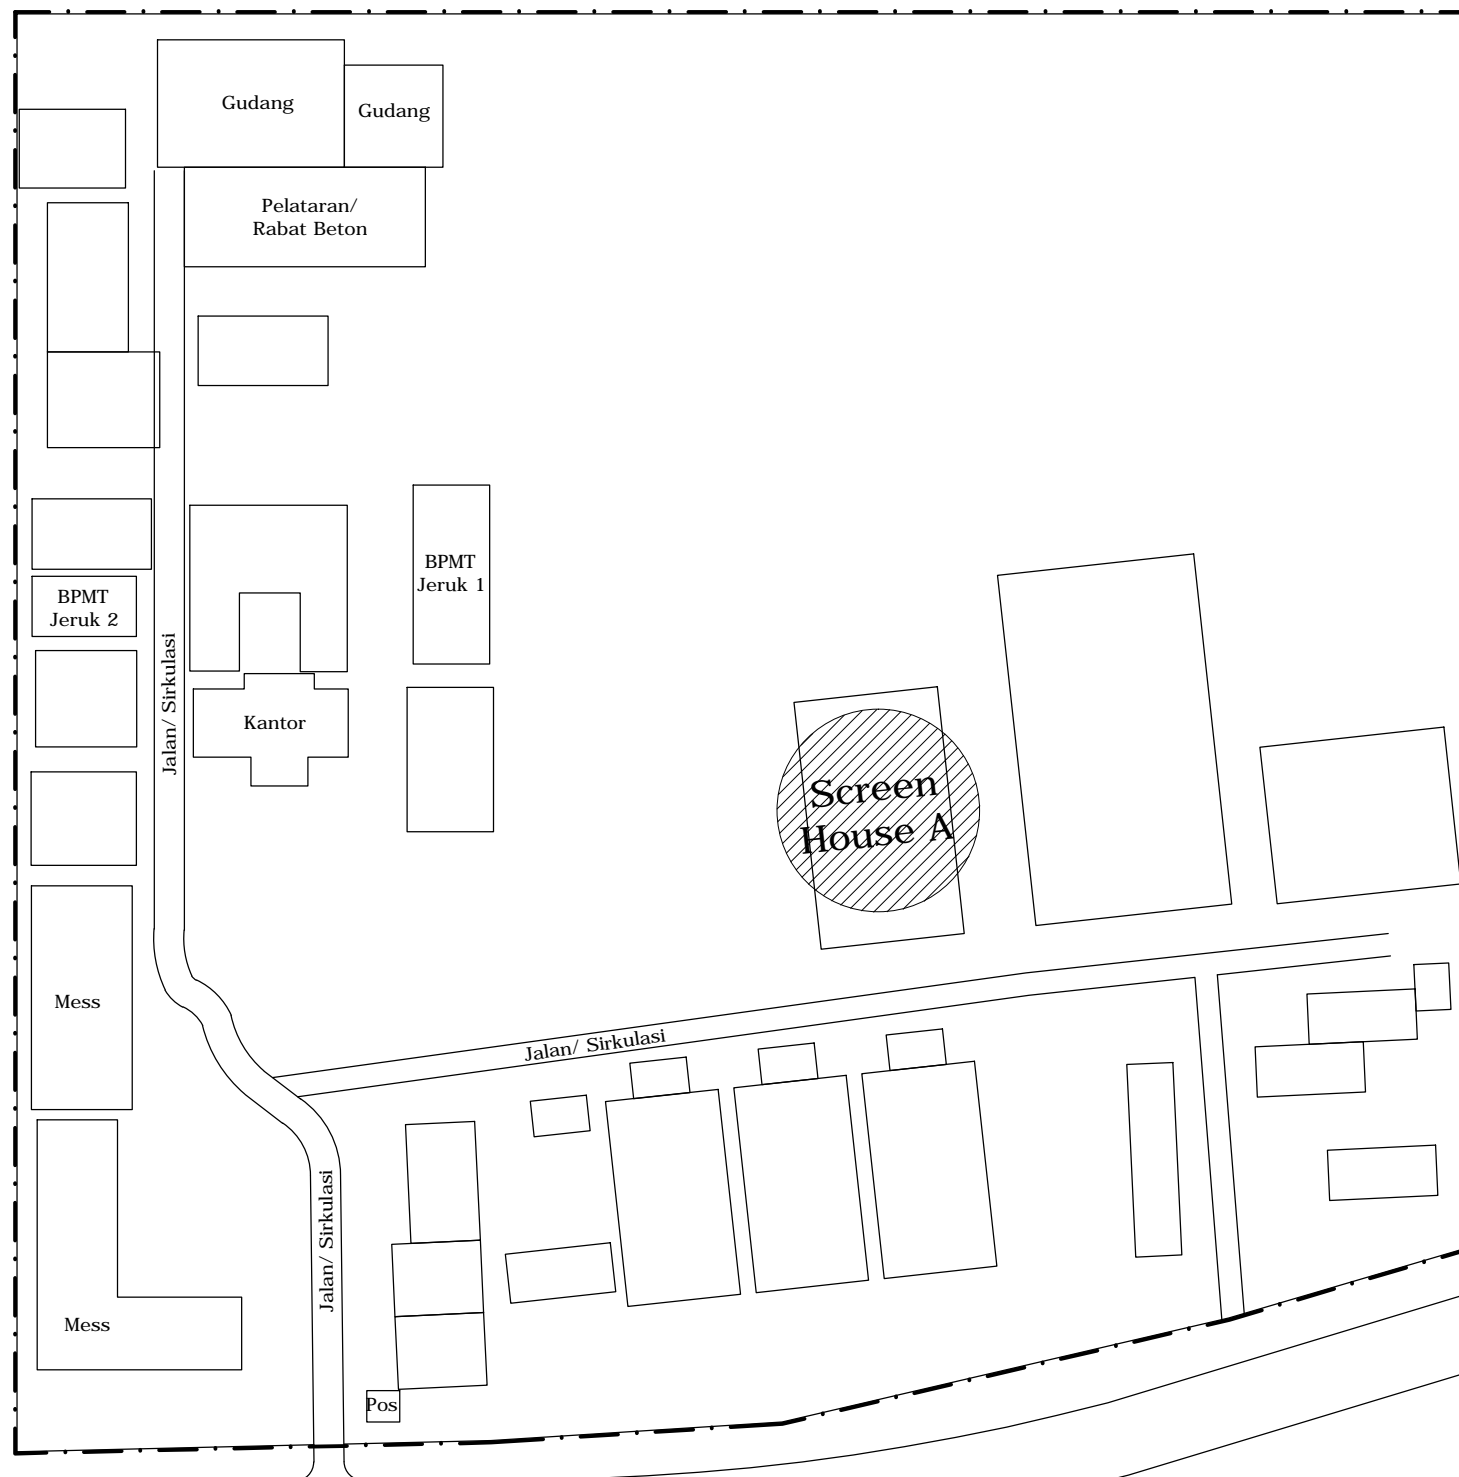 Gudang
Gudang
Pelataran/
Rabat Beton
BPMT
Jeruk 1
BPMT
Jeruk 2
Jalan/ Sirkulasi
Kantor
Screen
House A
Mess
Jalan/ Sirkulasi
Jalan/ Sirkulasi
Mess
Pos